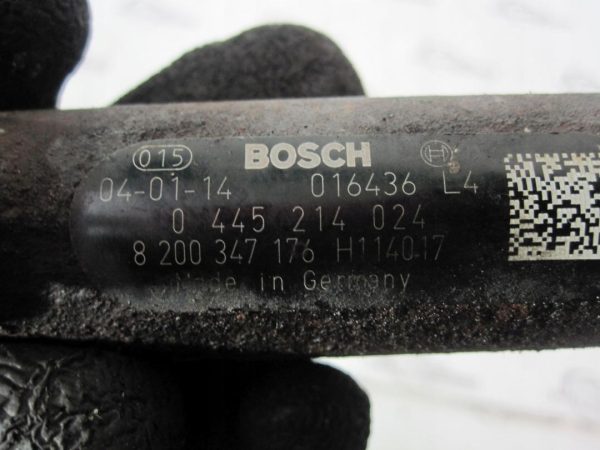 015 BOSCH
04-01-14 016436 L4
0 445 214 024
8 200 347 176 H114017
Made in Germany